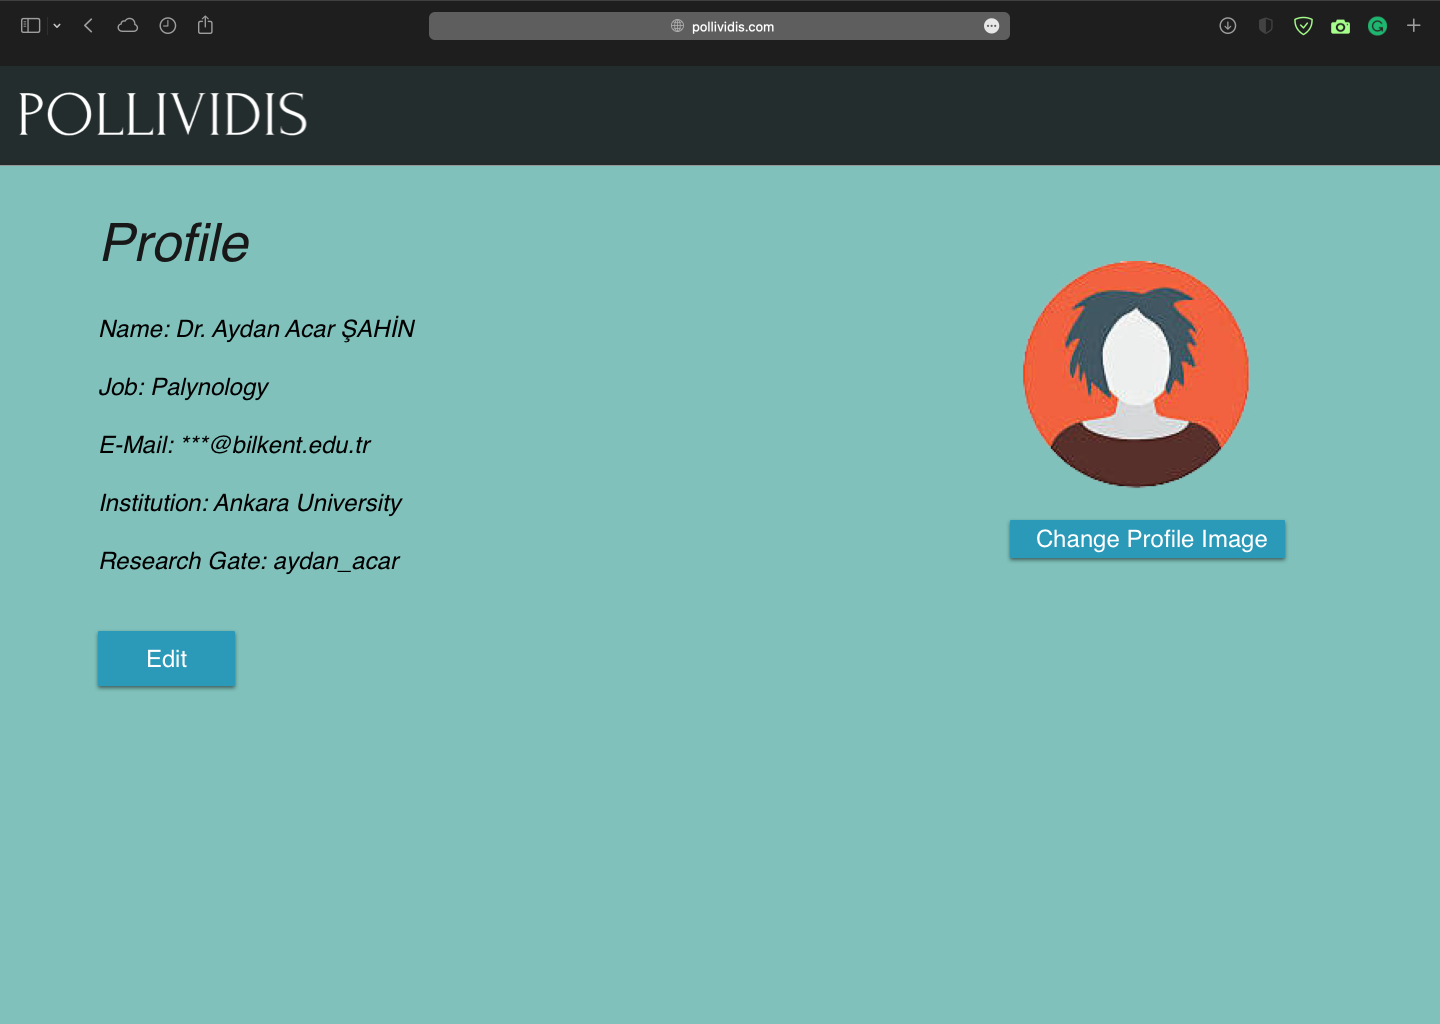 pollividis.com
POLLIVIDIS
Profile
Name: Dr. Aydan Acar ŞAHİN
Job: Palynology
E-Mail: ***@bilkent.edu.tr
Institution: Ankara University
Research Gate: aydan_acar
Change Profile Image
Edit